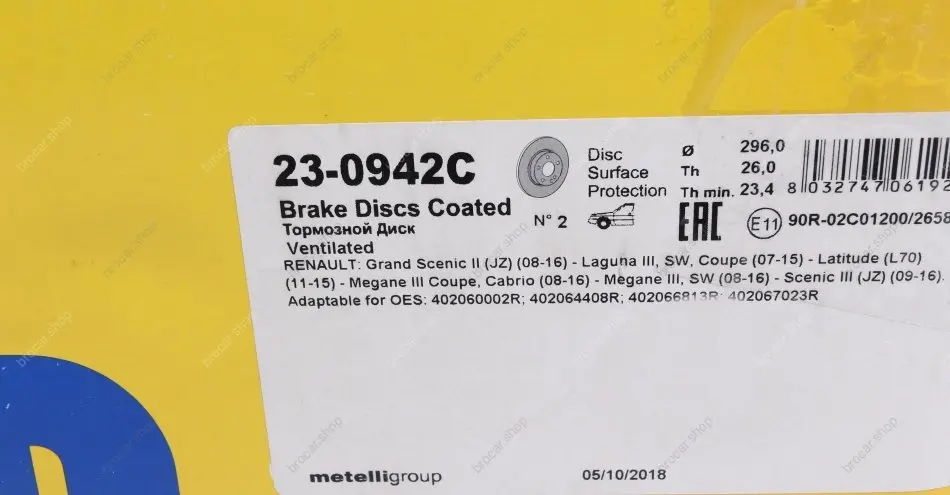 23-0942C
Brake Discs Coated
Тормозной Диск
Ventilated
N° 2
Disc
Surface
Protection
Ø 296,0
Th 26,0
Th min. 23,4
8 032747 06192
EAC
E11 90R-02C01200/2658
RENAULT: Grand Scenic II (JZ) (08-16) - Laguna III, SW, Coupe (07-15) - Latitude (L70)
(11-15) - Megane III Coupe, Cabrio (08-16) - Megane III, SW (08-16) - Scenic III (JZ) (09-16).
Adaptable for OES: 402060002R; 402064408R; 402066813R; 402067023R
metelligroup
05/10/2018
brocar.shop